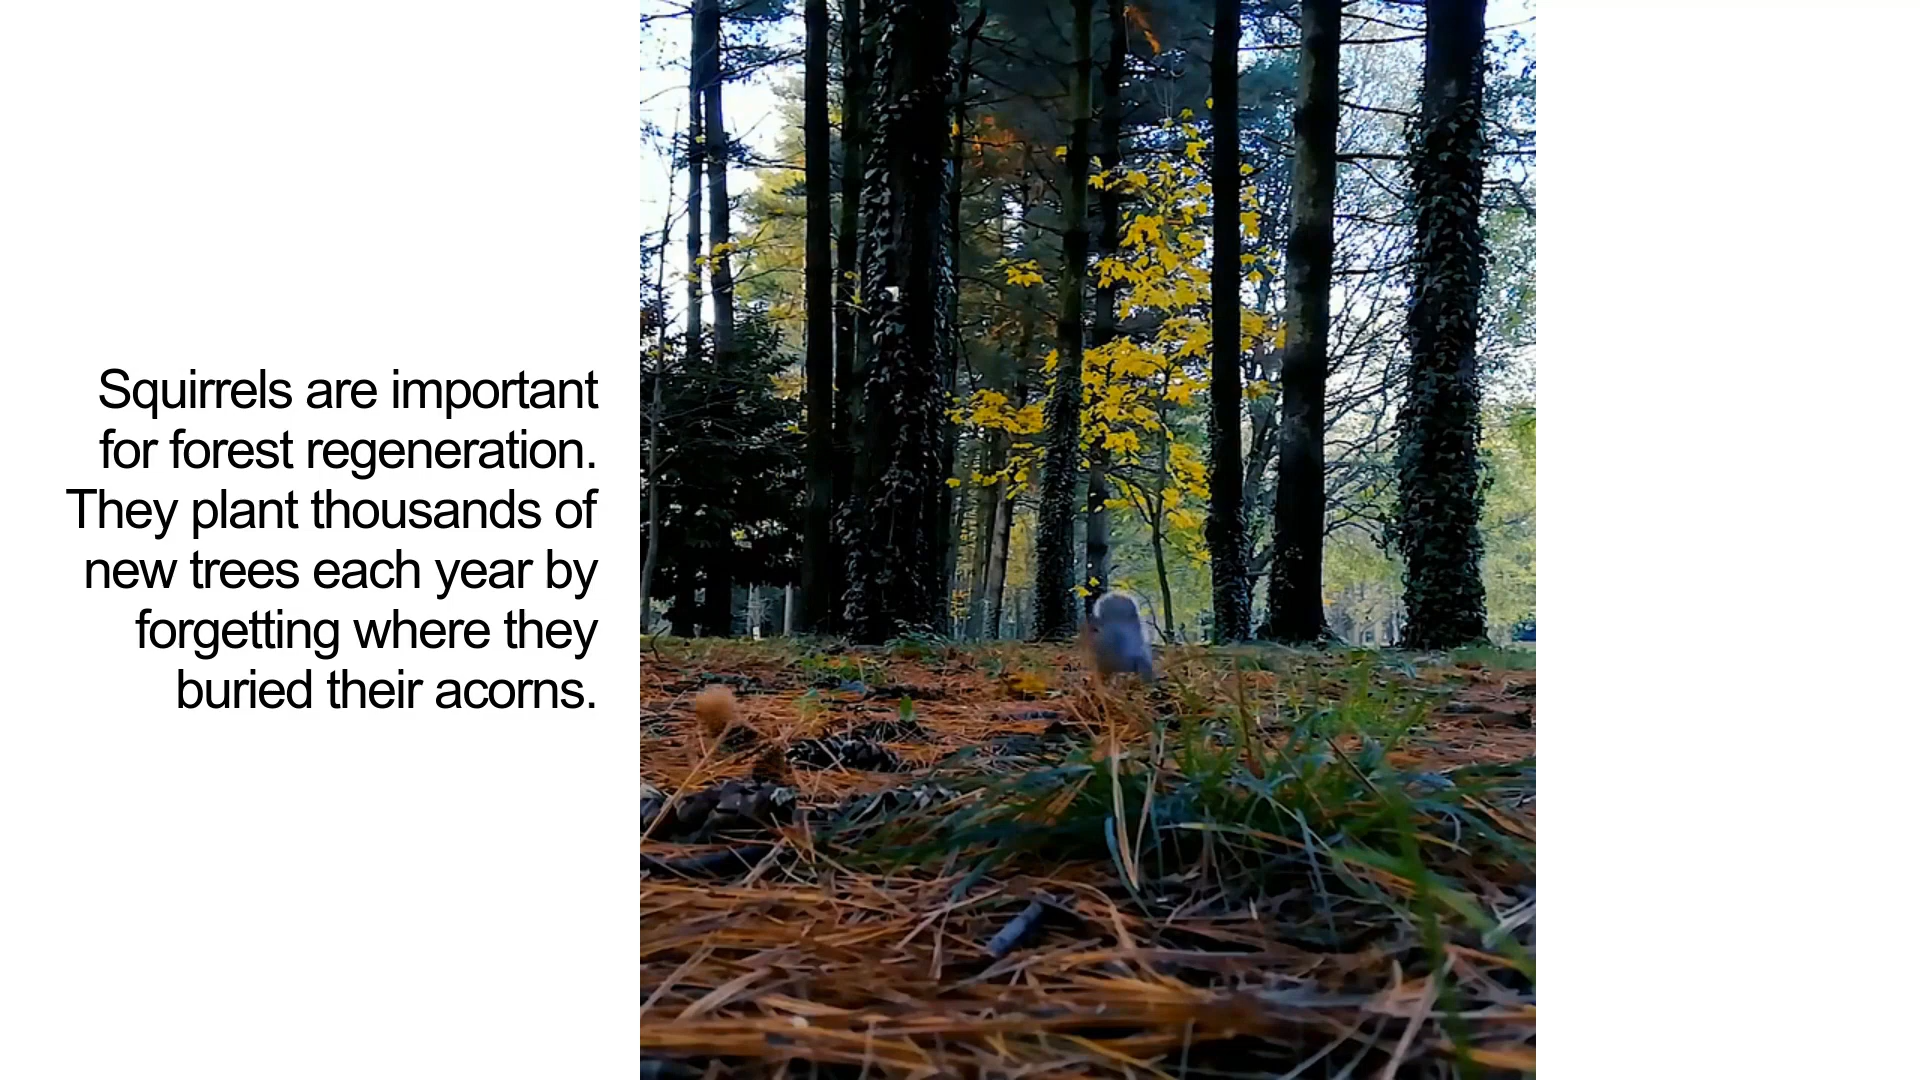 Squirrels are important
for forest regeneration.
They plant thousands of
new trees each year by
forgetting where they
buried their acorns.